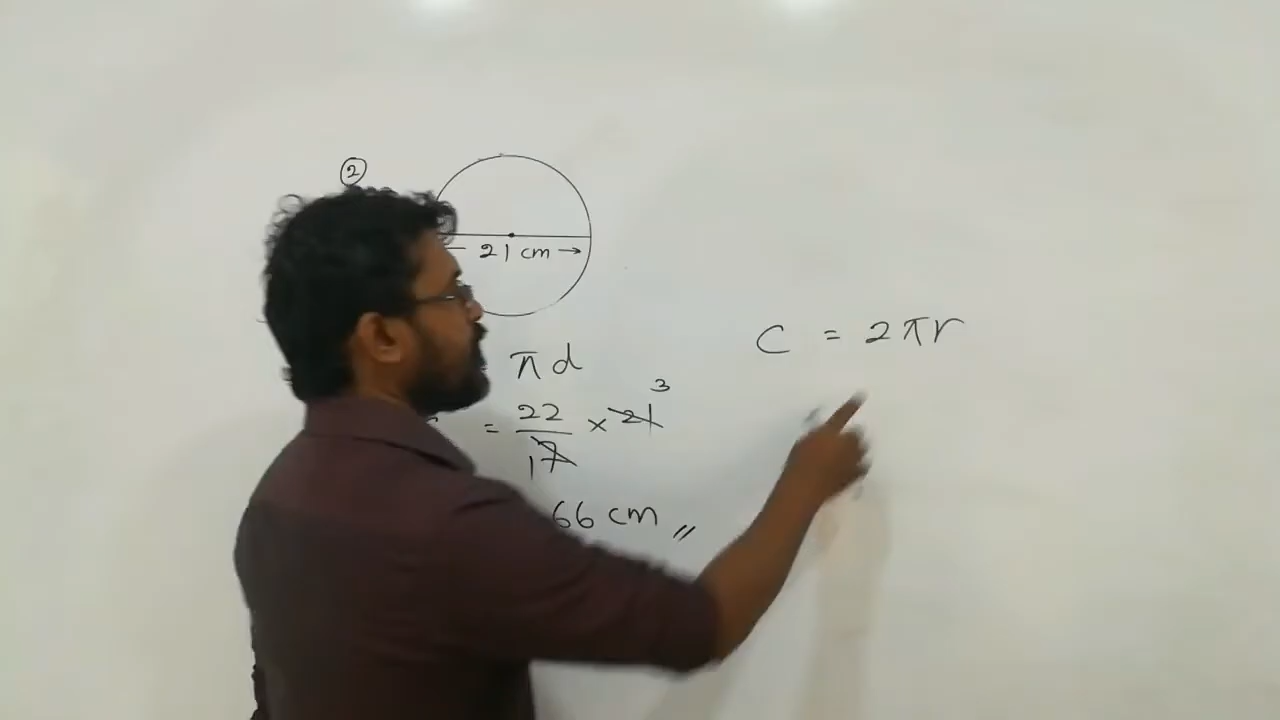 ②
21 cm →
πd
= 22/7 × 21 3
1
66 cm 〃
C = 2πr